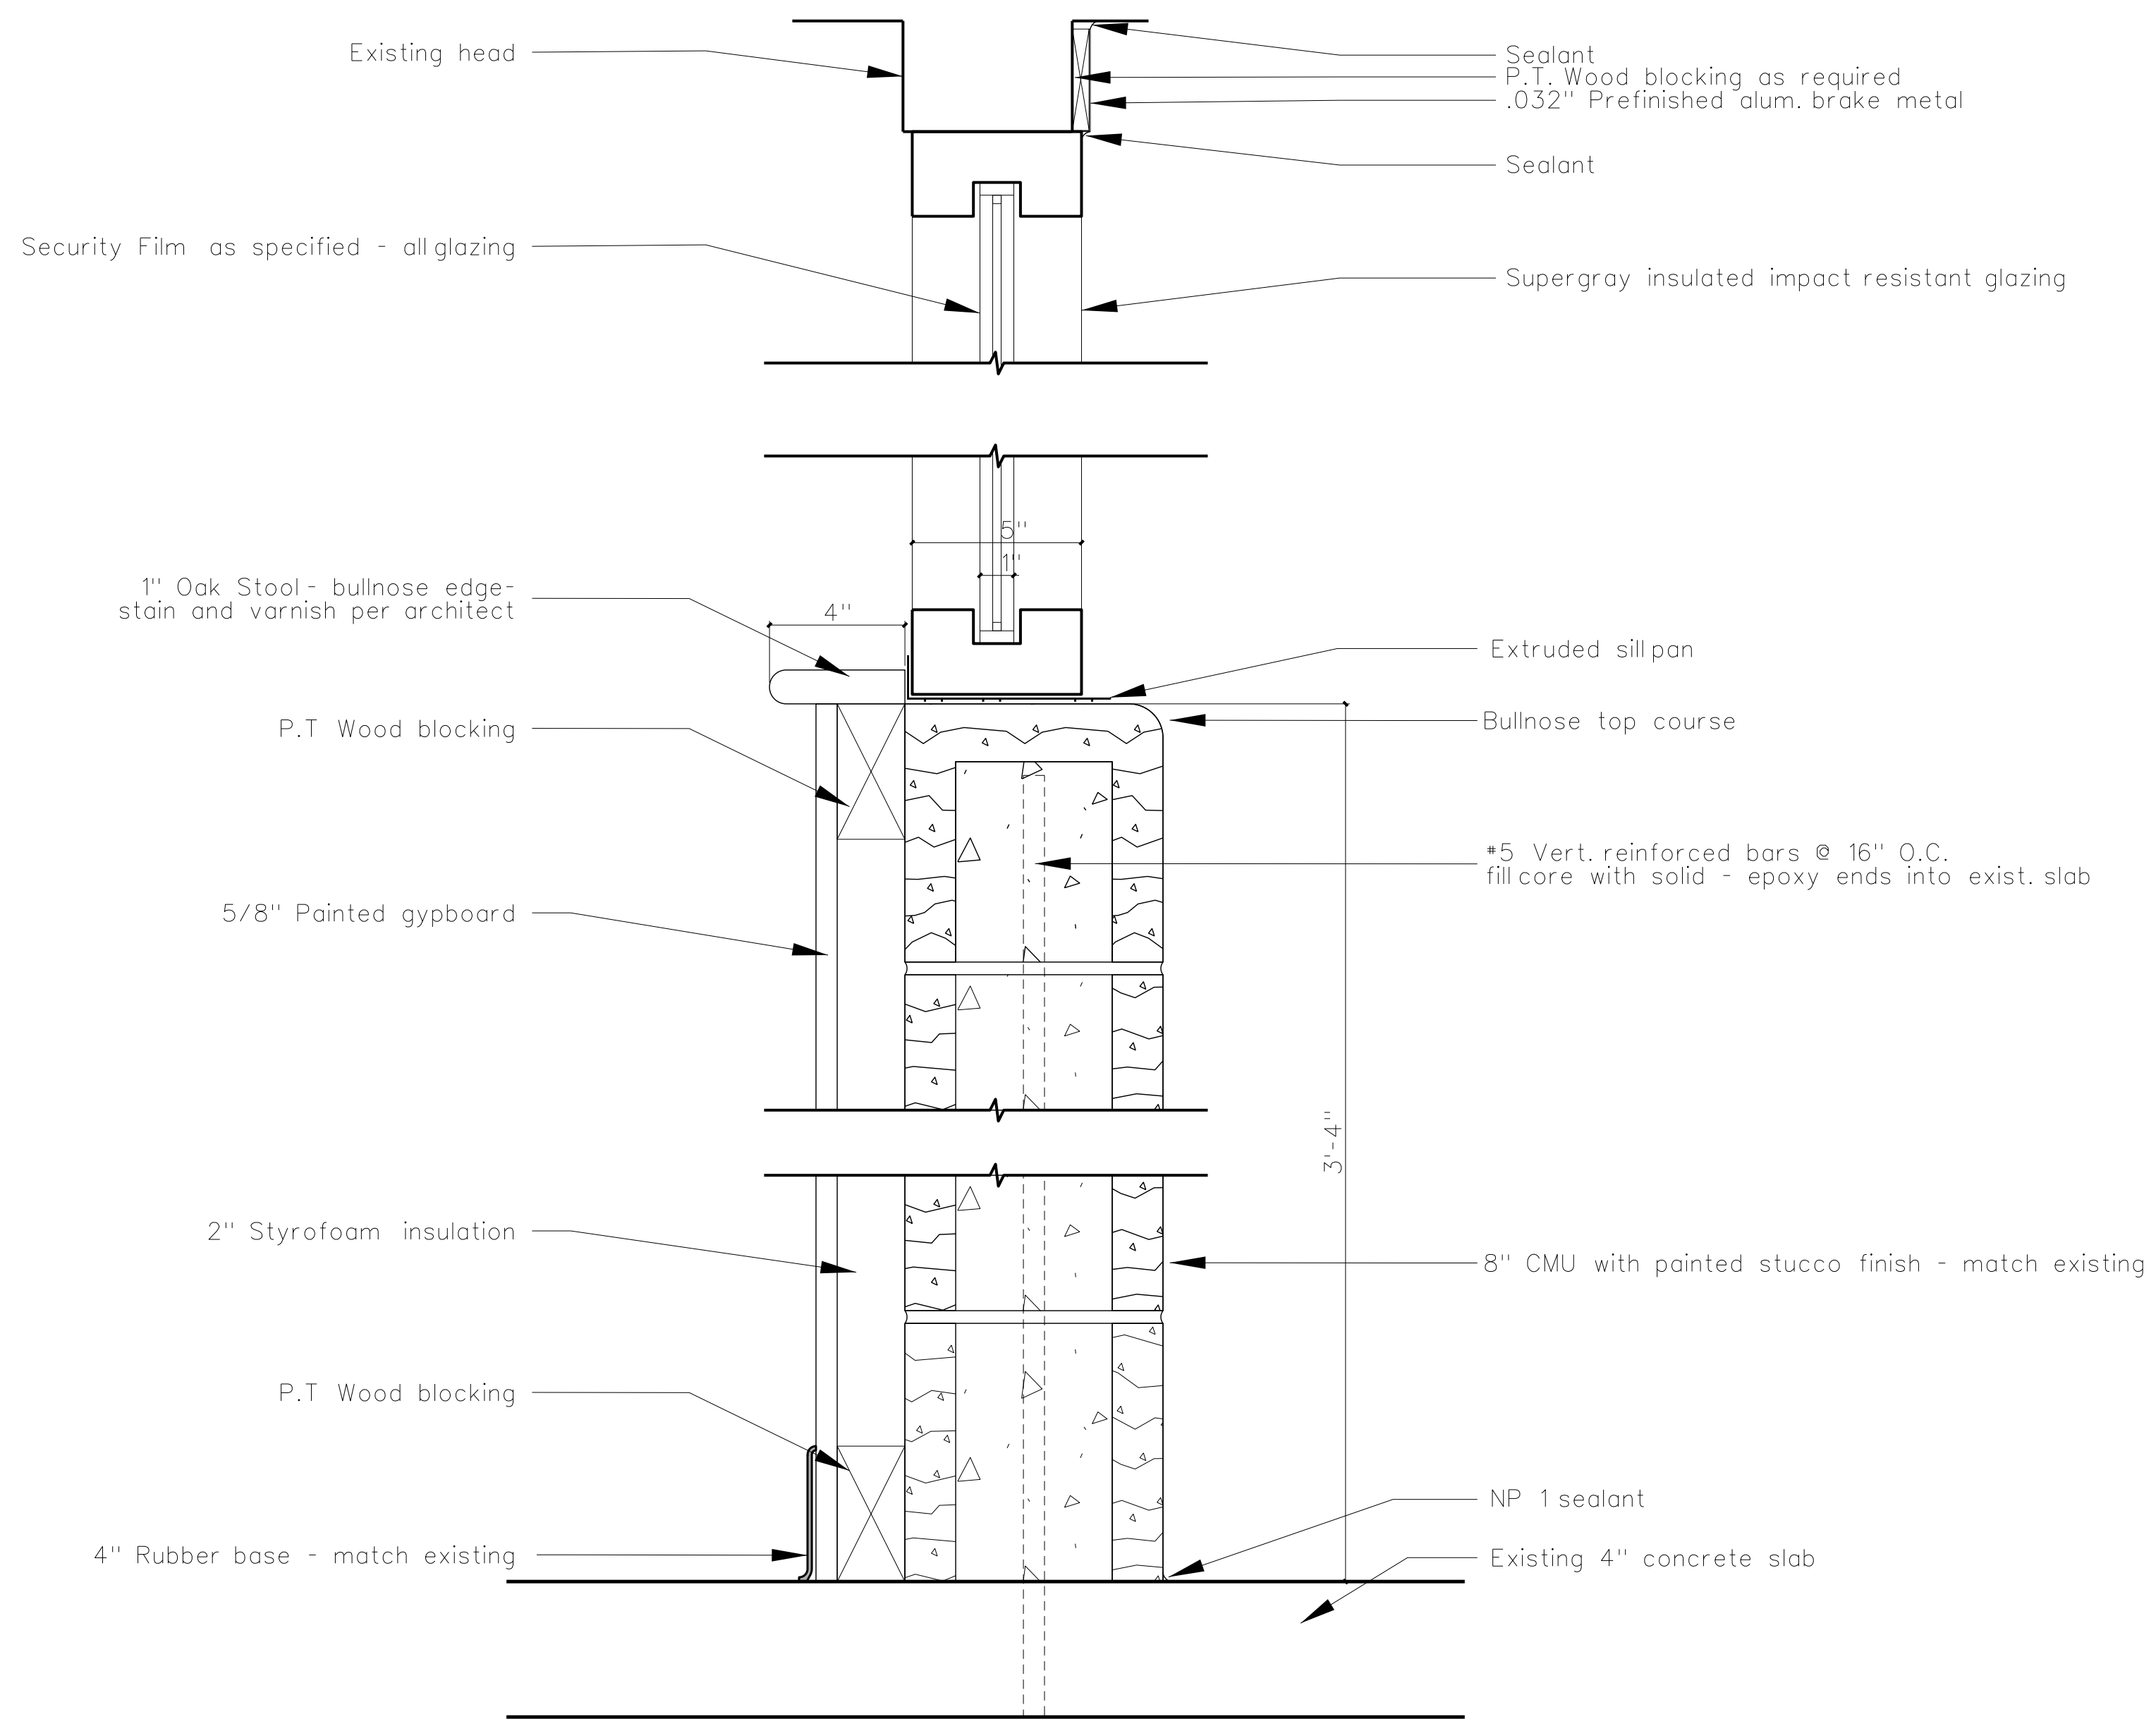 Existing head
Sealant
P.T. Wood blocking as required
.032" Prefinished alum. brake metal
Sealant
Security Film as specified - all glazing
Supergray insulated impact resistant glazing
5"
1"
1" Oak Stool - bullnose edge-
stain and varnish per architect
4"
Extruded sill pan
P.T Wood blocking
Bullnose top course
#5 Vert. reinforced bars @ 16" O.C.
fill core with solid - epoxy ends into exist. slab
5/8" Painted gypboard
3'-4"
2" Styrofoam insulation
8" CMU with painted stucco finish - match existing
P.T Wood blocking
NP 1 sealant
4" Rubber base - match existing
Existing 4" concrete slab